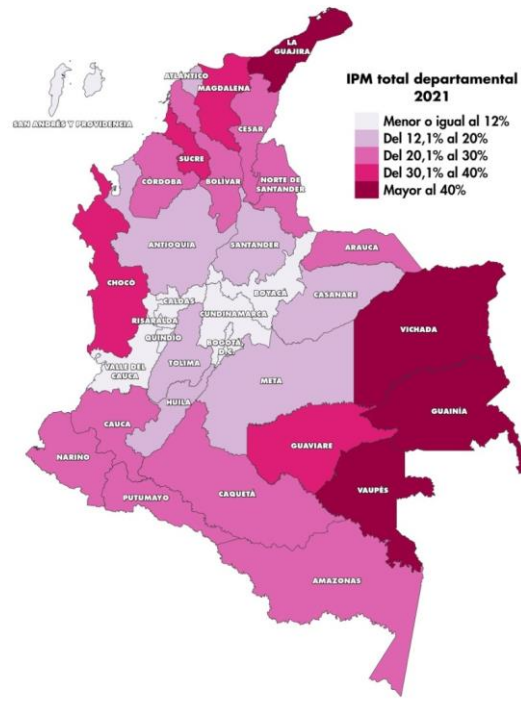 LA
GUAJIRA
ATLÁNTICO
MAGDALENA
IPM total departamental
2021
Menor o igual al 12%
Del 12,1% al 20%
Del 20,1% al 30%
Del 30,1% al 40%
Mayor al 40%
SAN ANDRÉS Y PROVIDENCIA
CESAR
SUCRE
CÓRDOBA
BOLÍVAR
NORTE DE
SANTANDER
ANTIOQUIA
SANTANDER
ARAUCA
CHOCÓ
BOYACÁ
CASANARE
CALDAS
CUNDINAMARCA
RISARALDA
VICHADA
QUINDÍO
BOGOTÁ
D.C.
VALLE DEL
CAUCA
TOLIMA
META
GUAINÍA
HUILA
CAUCA
GUAVIARE
NARINO
VAUPÉS
PUTUMAYO
CAQUETÁ
AMAZONAS